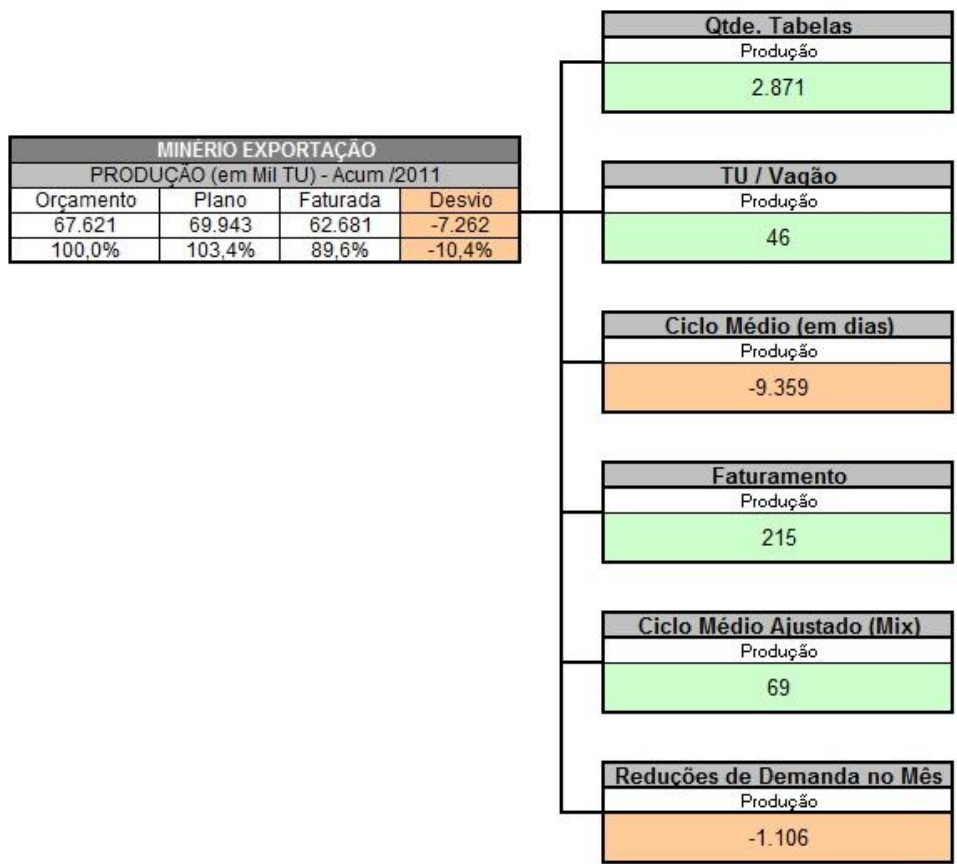 MINÉRIO EXPORTAÇÃO
PRODUÇÃO (em Mil TU) - Acum /2011
Orçamento Plano Faturada Desvio
67.621 69.943 62.681 -7.262
100,0% 103,4% 89,6% -10,4%
Qtde. Tabelas
Produção
2.871
TU / Vagão
Produção
46
Ciclo Médio (em dias)
Produção
-9.359
Faturamento
Produção
215
Ciclo Médio Ajustado (Mix)
Produção
69
Reduções de Demanda no Mês
Produção
-1.106